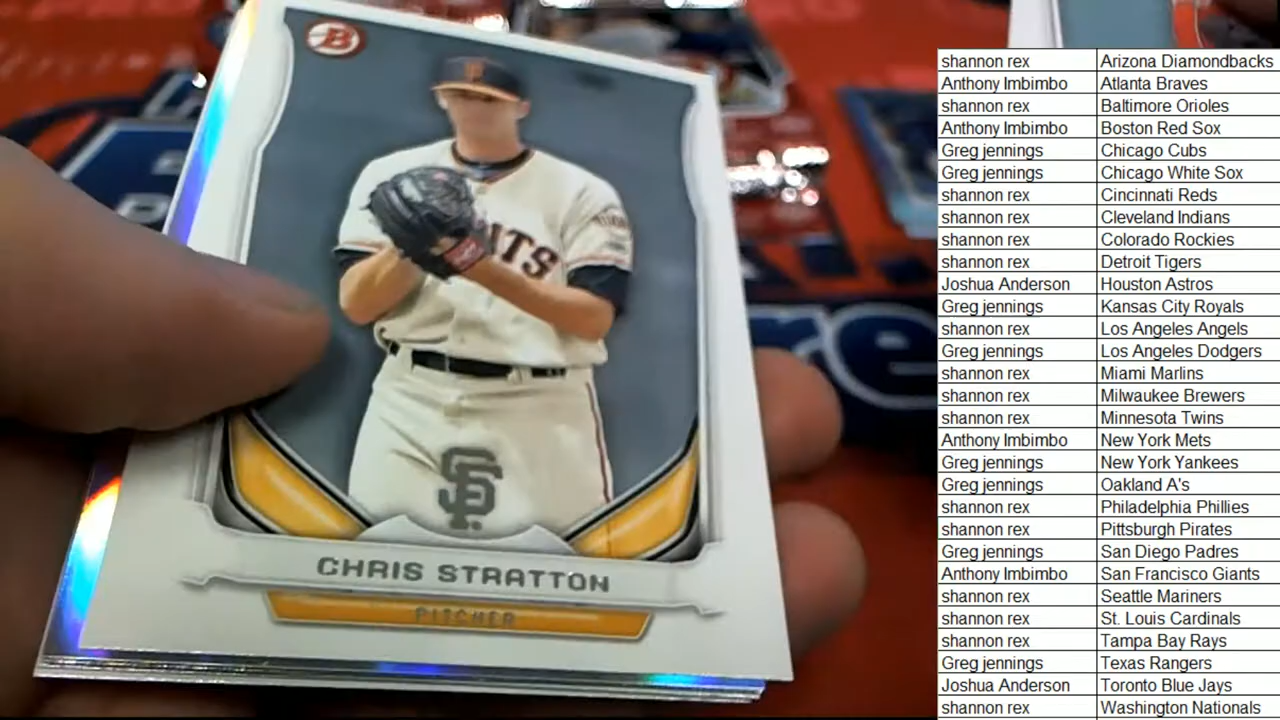 B
NTS
SF
CHRIS STRATTON
PITCHER
re
shannon rex Arizona Diamondbacks
Anthony Imbimbo Atlanta Braves
shannon rex Baltimore Orioles
Anthony Imbimbo Boston Red Sox
Greg jennings Chicago Cubs
Greg jennings Chicago White Sox
shannon rex Cincinnati Reds
shannon rex Cleveland Indians
shannon rex Colorado Rockies
shannon rex Detroit Tigers
Joshua Anderson Houston Astros
Greg jennings Kansas City Royals
shannon rex Los Angeles Angels
Greg jennings Los Angeles Dodgers
shannon rex Miami Marlins
shannon rex Milwaukee Brewers
shannon rex Minnesota Twins
Anthony Imbimbo New York Mets
Greg jennings New York Yankees
Greg jennings Oakland A's
shannon rex Philadelphia Phillies
shannon rex Pittsburgh Pirates
Greg jennings San Diego Padres
Anthony Imbimbo San Francisco Giants
shannon rex Seattle Mariners
shannon rex St. Louis Cardinals
shannon rex Tampa Bay Rays
Greg jennings Texas Rangers
Joshua Anderson Toronto Blue Jays
shannon rex Washington Nationals